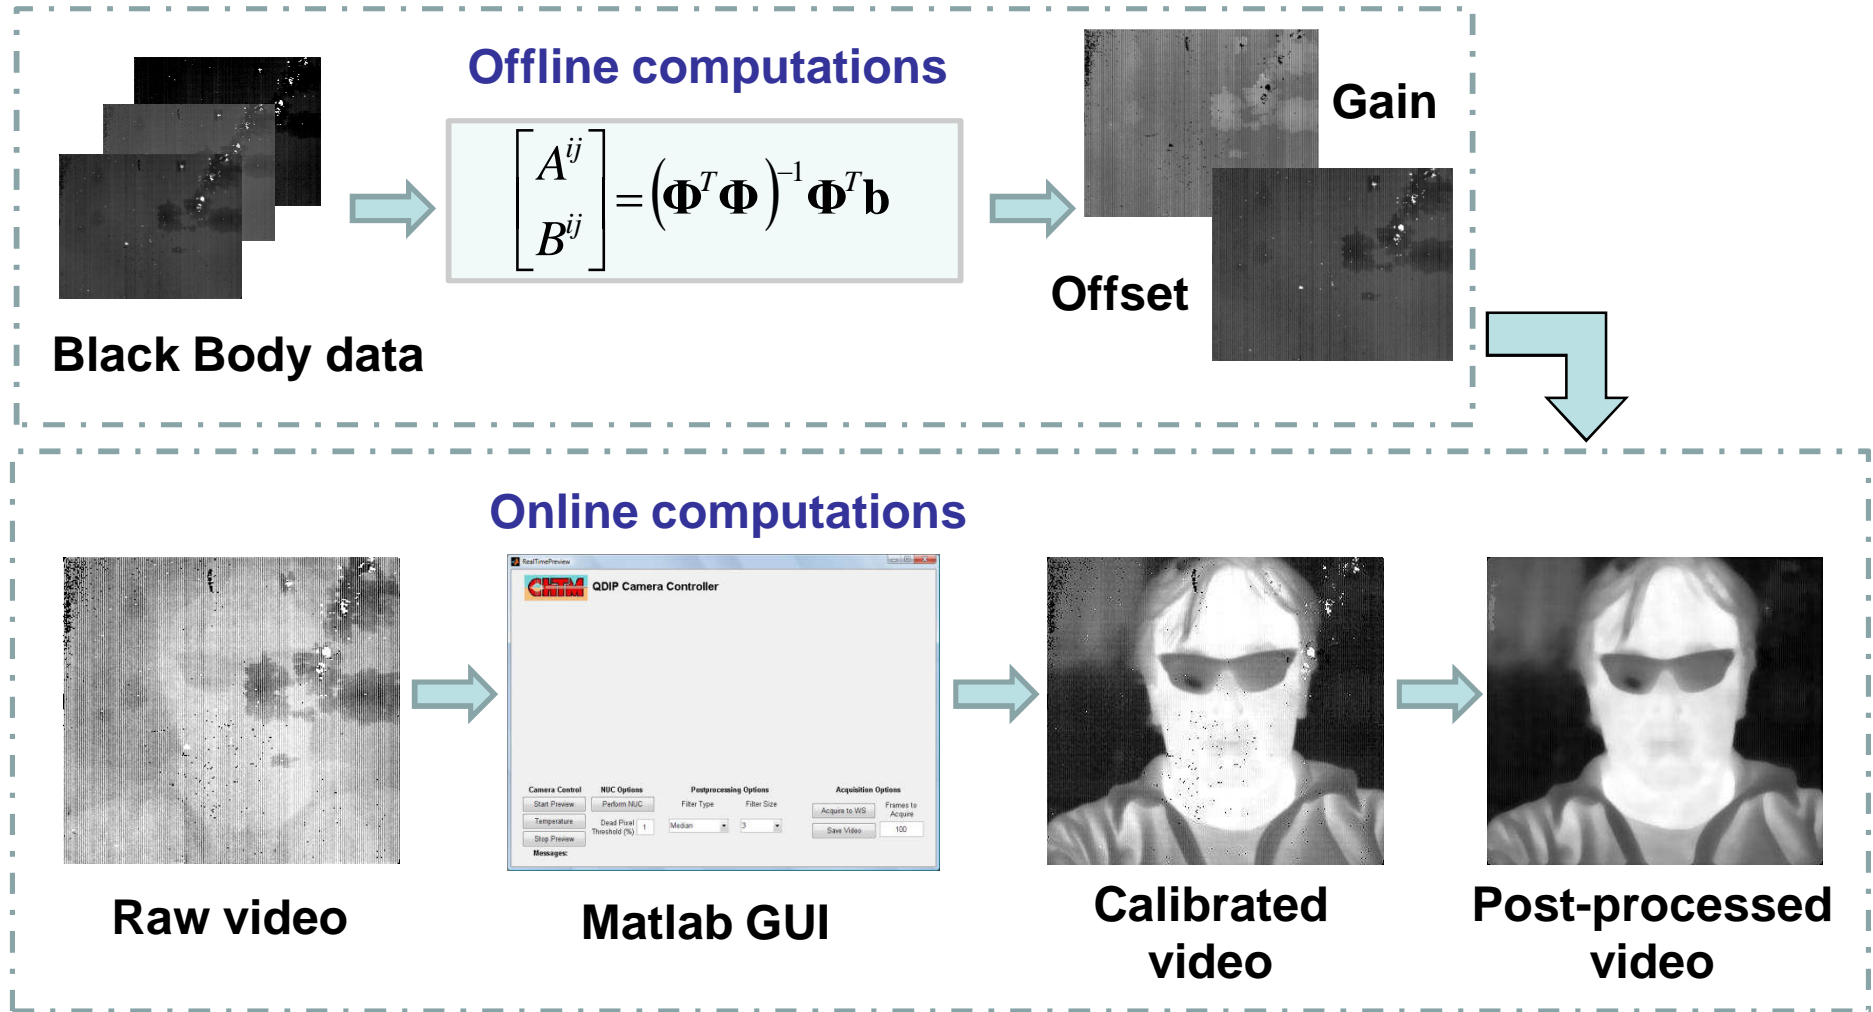 Offline computations
Gain
[A^{ij} B^{ij}] = (Φ^T Φ)^{-1} Φ^T b
Offset
Black Body data
Online computations
RealTimePreview
CHTM QDIP Camera Controller
Camera Control NUC Options Postprocessing Options Acquisition Options
Start Preview Perform NUC Filter Type Filter Size Acquire to WS Frames to Acquire
Temperature Dead Pixel Threshold (%) 1 Median 3 Save Video 100
Stop Preview
Messages:
Raw video
Matlab GUI
Calibrated
video
Post-processed
video